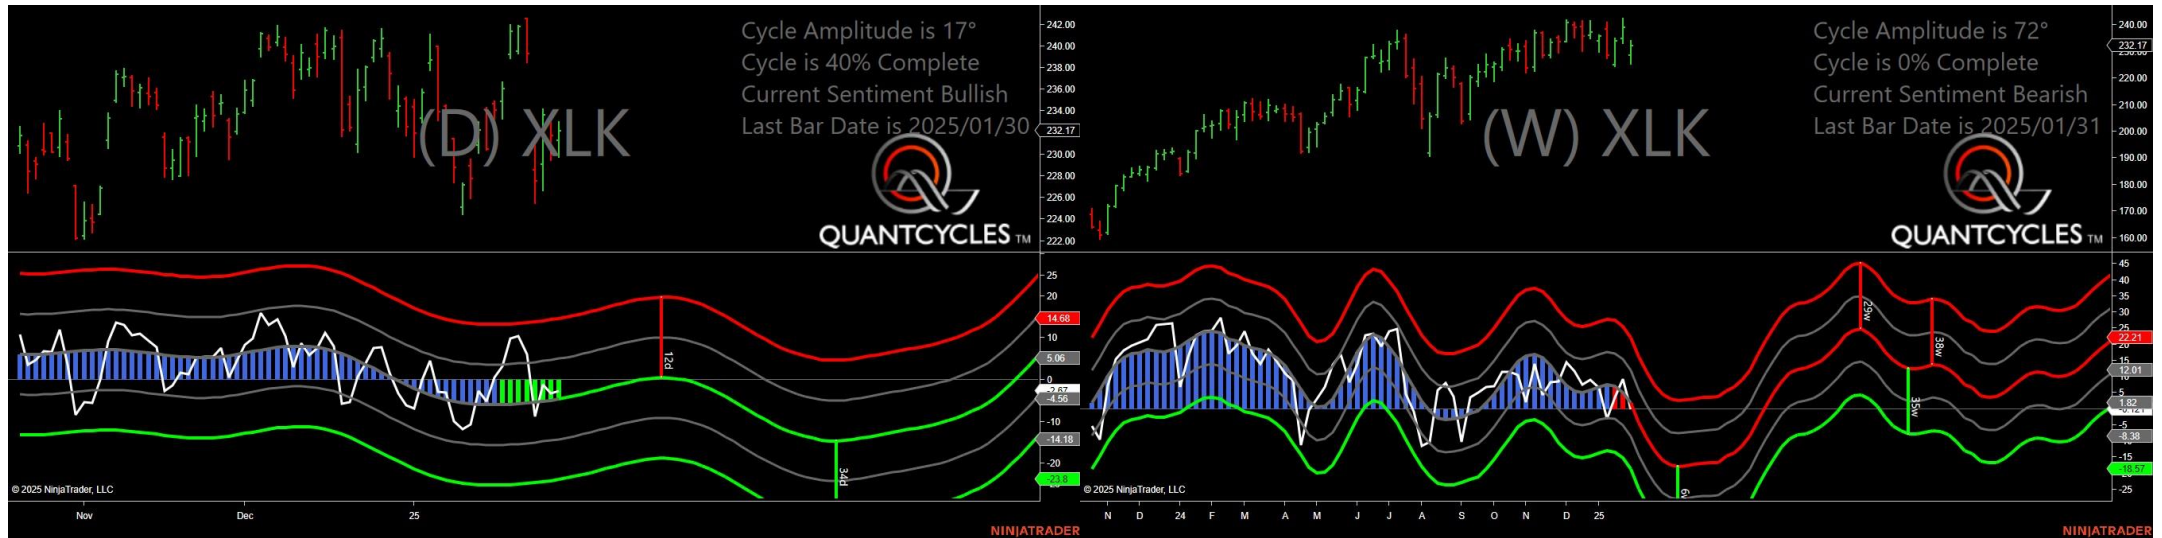 Cycle Amplitude is 17°
Cycle is 40% Complete
Current Sentiment Bullish
Last Bar Date is 2025/01/30
(D) XLK
QUANTCYCLES TM
242.00
240.00
238.00
236.00
234.00
232.17
230.00
228.00
226.00
224.00
222.00
25
20
14.68
10
5.06
0
-2.67
-4.56
-10
-14.18
-20
-23.8
12d
34d
© 2025 NinjaTrader, LLC
Nov
Dec
25
NINJATRADER
Cycle Amplitude is 72°
Cycle is 0% Complete
Current Sentiment Bearish
Last Bar Date is 2025/01/31
(W) XLK
QUANTCYCLES TM
240.00
232.17
220.00
210.00
200.00
190.00
180.00
170.00
160.00
45
35
30
25
22.21
15
12.01
5
1.82
-5
-8.38
-15
-18.57
-25
29w
38w
35w
© 2025 NinjaTrader, LLC
N D 24 F M A M J J A S O N D 25
NINJATRADER